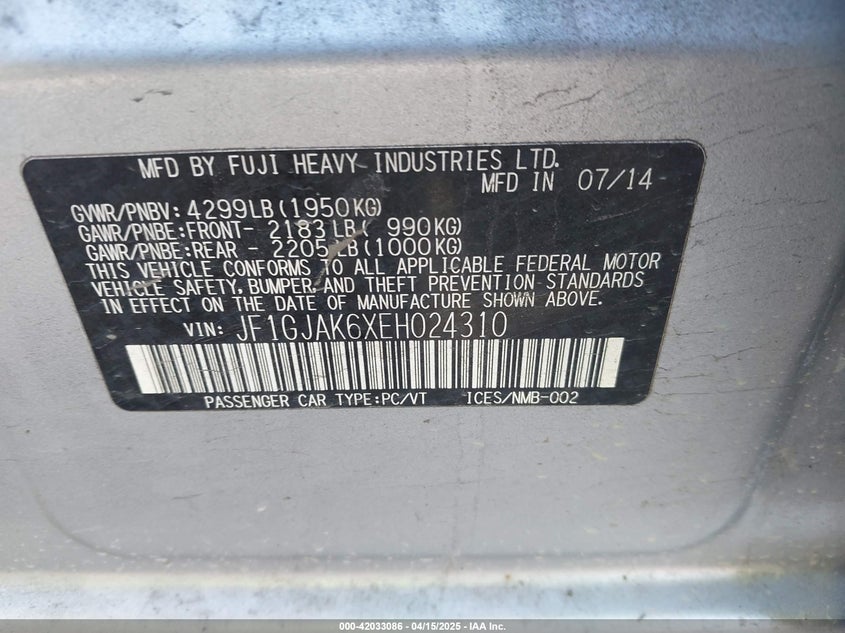 MFD BY FUJI HEAVY INDUSTRIES LTD.
MFD IN 07/14
GVWR/PNBV: 4299LB(1950KG)
GAWR/PNBE:FRONT- 2183LB( 990KG)
GAWR/PNBE:REAR - 2205LB(1000KG)
THIS VEHICLE CONFORMS TO ALL APPLICABLE FEDERAL MOTOR
VEHICLE SAFETY, BUMPER, AND THEFT PREVENTION STANDARDS
IN EFFECT ON THE DATE OF MANUFACTURE SHOWN ABOVE.
VIN: JF1GJAK6XEH024310
PASSENGER CAR TYPE:PC/VT ICES/NMB-002
000-42033086 - 04/15/2025 - IAA Inc.